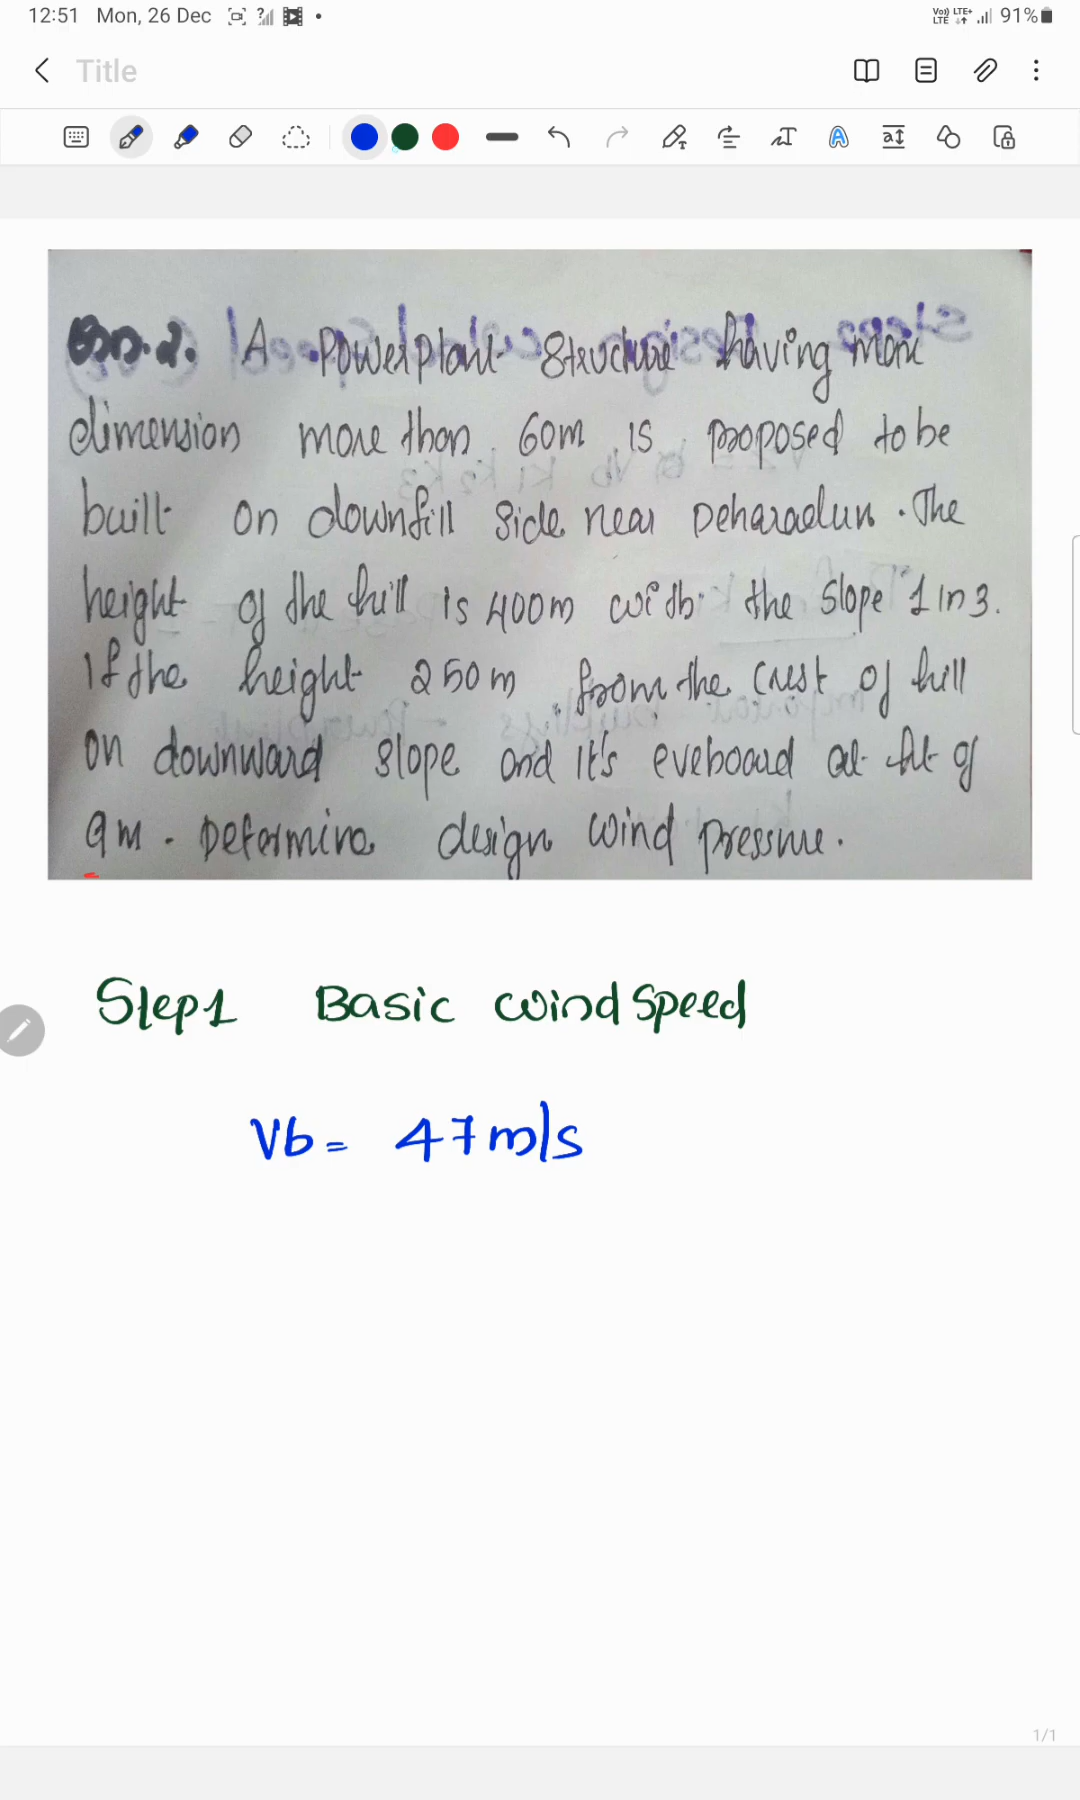 12:51 Mon, 26 Dec 91%
Title
A Powerplant Structure having more
dimension more than 60m is proposed to be
built on downfill side near Deharadun. The
height of the hill is 400m with the slope 1 in 3.
If the height 250m from the crest of hill
on downward slope and it's eveboard at ht of
9m. Determine design wind pressure.
Step1 Basic wind Speed
Vb = 47m/s
1/1